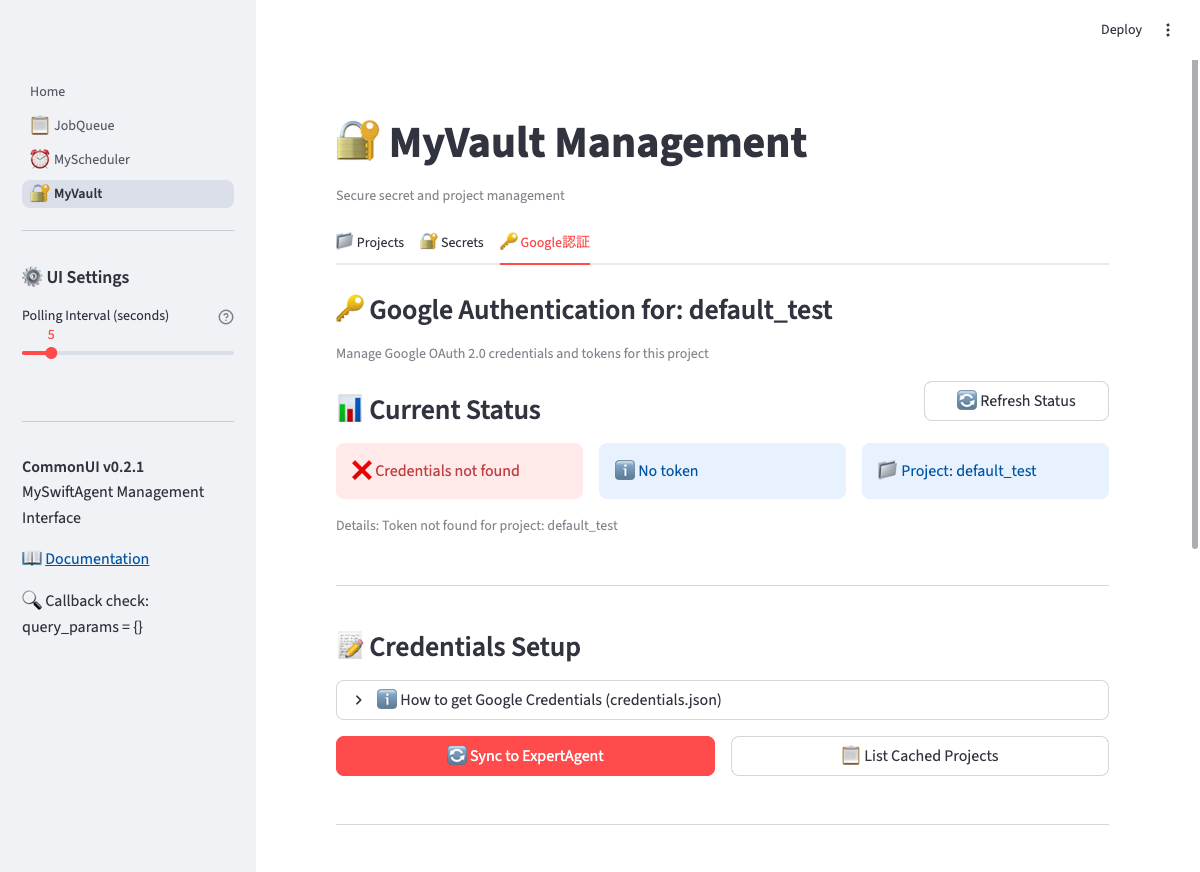 Deploy
Home
JobQueue
MyScheduler
MyVault
UI Settings
Polling Interval (seconds)
5
CommonUI v0.2.1
MySwiftAgent Management
Interface
Documentation
Callback check:
query_params = {}
MyVault Management
Secure secret and project management
Projects
Secrets
Google認証
Google Authentication for: default_test
Manage Google OAuth 2.0 credentials and tokens for this project
Current Status
Refresh Status
Credentials not found
No token
Project: default_test
Details: Token not found for project: default_test
Credentials Setup
How to get Google Credentials (credentials.json)
Sync to ExpertAgent
List Cached Projects